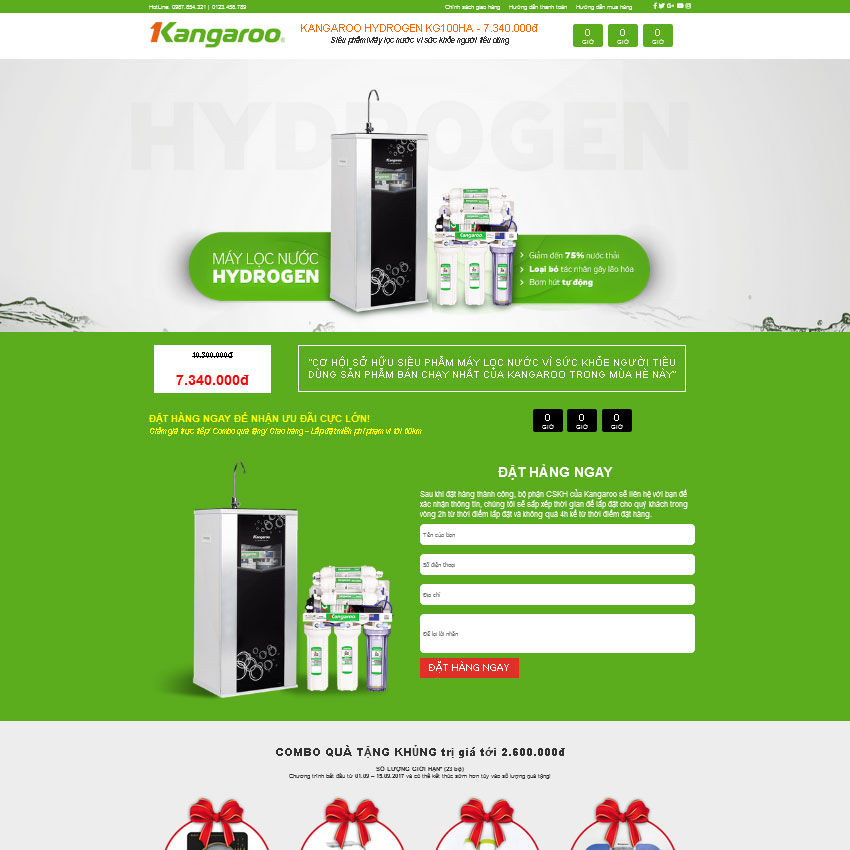 HotLine: 0987.654.321 | 0123.456.789
Chính sách giao hàng
Hướng dẫn thanh toán
Hướng dẫn mua hàng
Kangaroo
KANGAROO HYDROGEN KG100HA - 7.340.000đ
Siêu phẩm Máy lọc nước vì sức khỏe người tiêu dùng
0 0 0
GIỜ GIỜ GIỜ
HYDROGEN
Kangaroo
Kangaroo
MÁY LỌC NƯỚC
HYDROGEN
Giảm đến 75% nước thải
Loại bỏ tác nhân gây lão hóa
Bơm hút tự động
10.300.000đ
7.340.000đ
"CƠ HỘI SỞ HỮU SIÊU PHẨM MÁY LỌC NƯỚC VÌ SỨC KHỎE NGƯỜI TIÊU
DÙNG SẢN PHẨM BÁN CHẠY NHẤT CỦA KANGAROO TRONG MÙA HÈ NÀY"
ĐẶT HÀNG NGAY ĐỂ NHẬN ƯU ĐÃI CỰC LỚN!
Giảm giá trực tiếp/ Combo quà tặng/ Giao hàng – Lắp đặt miễn phí phạm vi tới 60km
0 0 0
GIỜ GIỜ GIỜ
Kangaroo
Kangaroo
ĐẶT HÀNG NGAY
Sau khi đặt hàng thành công, bộ phận CSKH của Kangaroo sẽ liên hệ với bạn để
xác nhận thông tin, chúng tôi sẽ sắp xếp thời gian để lắp đặt cho quý khách trong
vòng 2h từ thời điểm lắp đặt và không quá 4h kể từ thời điểm đặt hàng.
Tên của bạn
Số điện thoại
Địa chỉ
Để lại lời nhắn
ĐẶT HÀNG NGAY
COMBO QUÀ TẶNG KHỦNG trị giá tới 2.600.000đ
SỐ LƯỢNG GIỚI HẠN* (23 bộ)
Chương trình bắt đầu từ 01.09 – 15.09.2017 và có thể kết thúc sớm hơn tùy vào số lượng quà tặng!